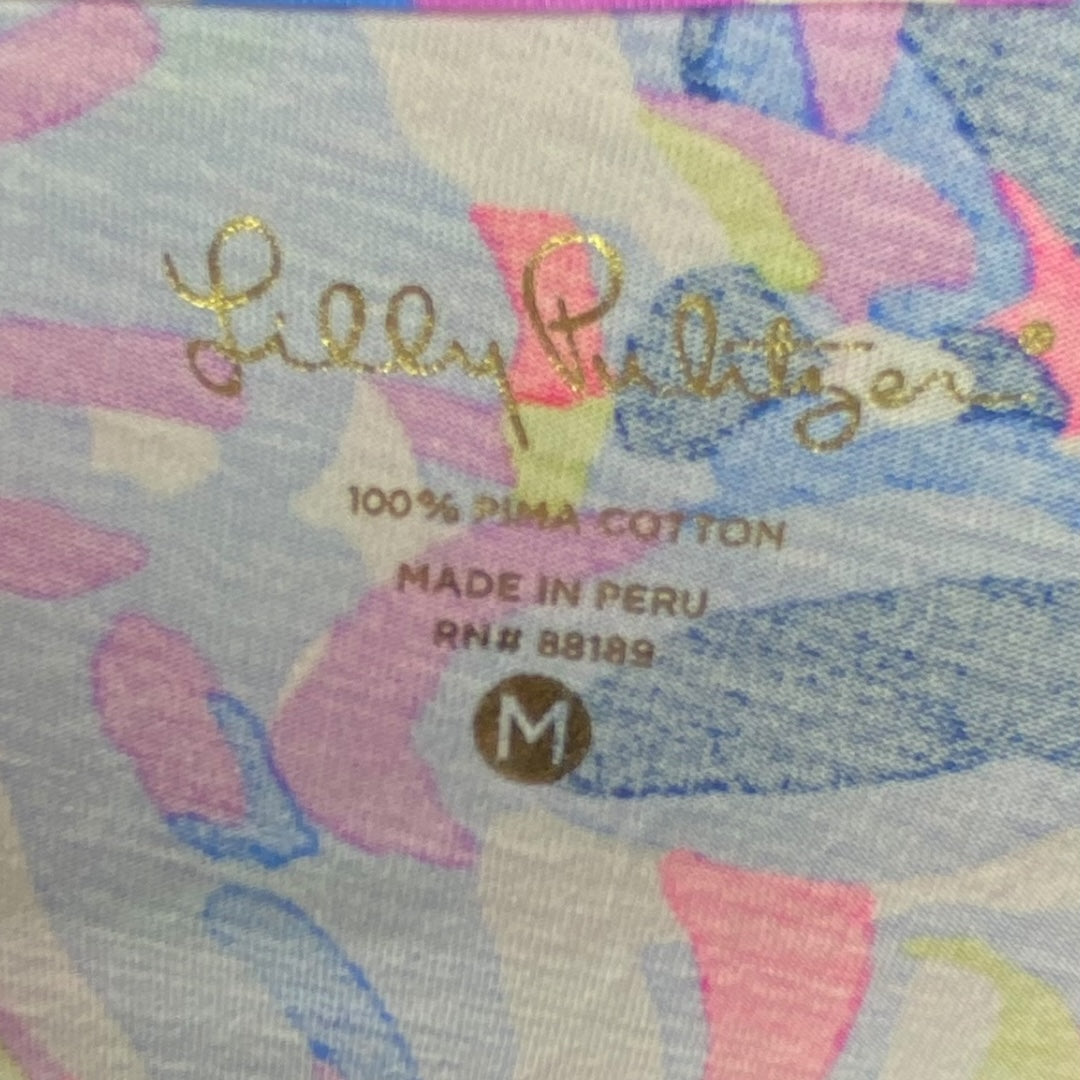 Lilly Pulitzer®
100% PIMA COTTON
MADE IN PERU
RN# 88189
M